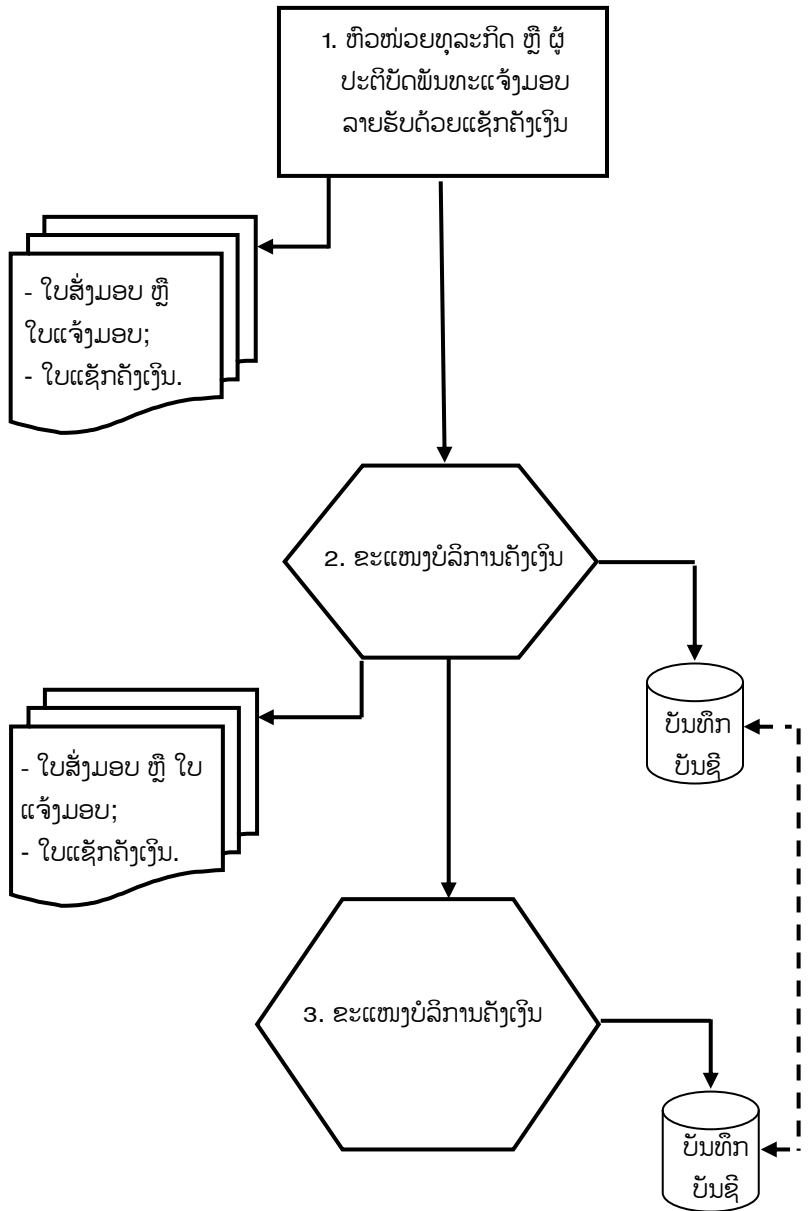 1. ຫົວໜ່ວຍທຸລະກິດ ຫຼື ຜູ້
ປະຕິບັດພັນທະແຈ້ງມອບ
ລາຍຮັບດ້ວຍແຊັກຄັງເງິນ
- ໃບສັ່ງມອບ ຫຼື
ໃບແຈ້ງມອບ;
- ໃບແຊັກຄັງເງິນ.
2. ຂະແໜງບໍລິການຄັງເງິນ
ບັນທຶກ
ບັນຊີ
- ໃບສັ່ງມອບ ຫຼື ໃບ
ແຈ້ງມອບ;
- ໃບແຊັກຄັງເງິນ.
3. ຂະແໜງບໍລິການຄັງເງິນ
ບັນທຶກ
ບັນຊີ